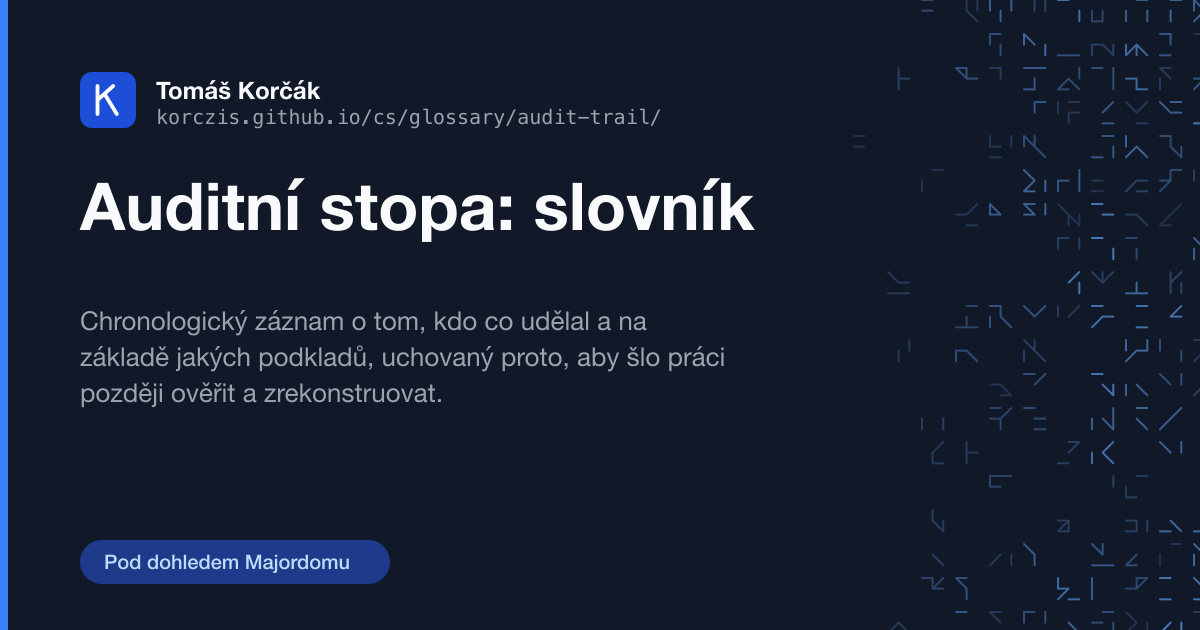 Tomáš Korčák
korczis.github.io/cs/glossary/audit-trail/
Auditní stopa: slovník
Chronologický záznam o tom, kdo co udělal a na
základě jakých podkladů, uchovaný proto, aby šlo práci
později ověřit a zrekonstruovat.
Pod dohledem Majordomu